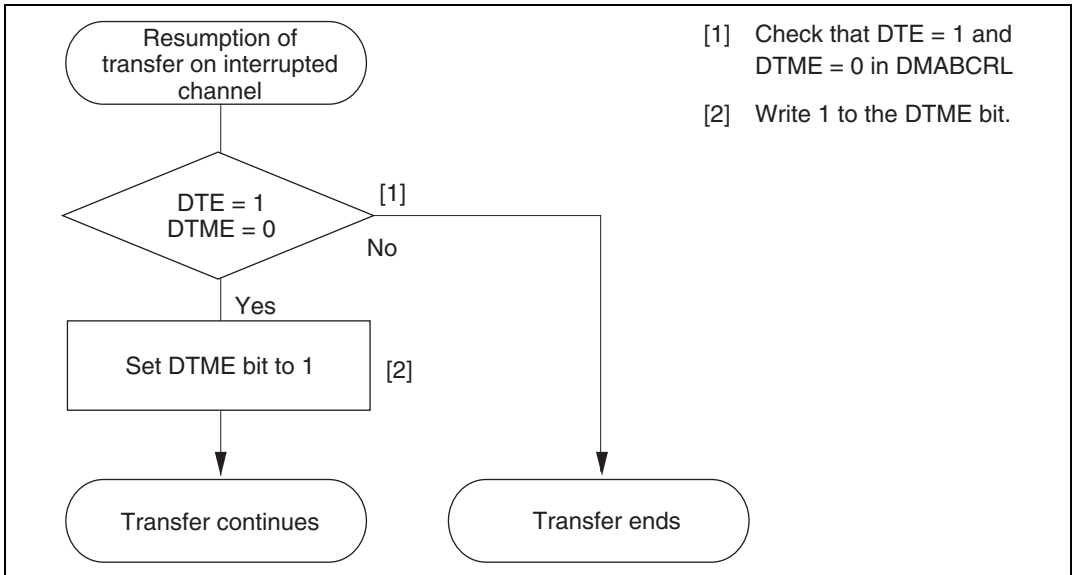 Resumption of
transfer on interrupted
channel
[1] Check that DTE = 1 and
DTME = 0 in DMABCRL
[2] Write 1 to the DTME bit.
DTE = 1
DTME = 0
[1]
No
Yes
Set DTME bit to 1
[2]
Transfer continues
Transfer ends